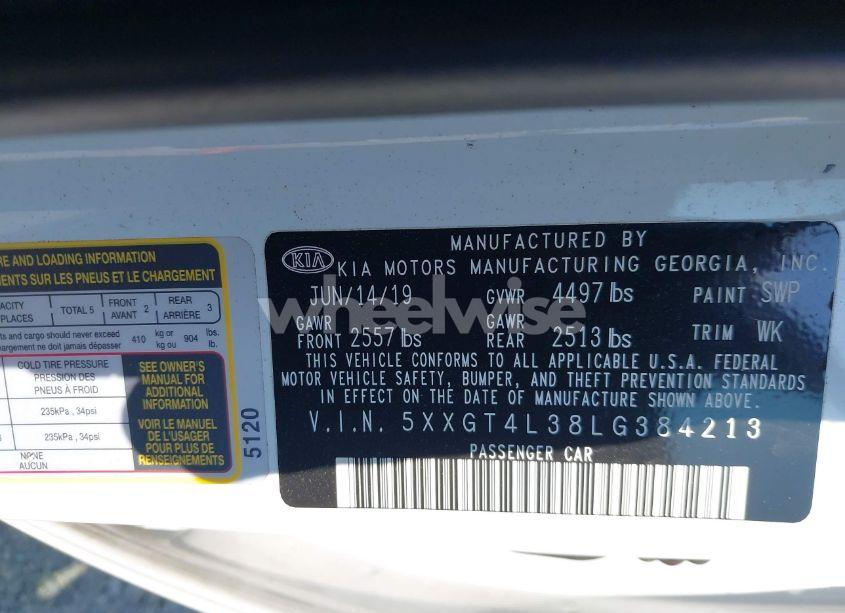 RE AND LOADING INFORMATION
EMENTS SUR LES PNEUS ET LE CHARGEMENT
ACITY
PLACES
TOTAL 5
FRONT
AVANT 2
REAR
ARRIÈRE 3
ts and cargo should never exceed
hargement ne doit jamais dépasser
410 kg or
kg ou
904 lbs.
lb.
COLD TIRE PRESSURE
PRESSION DES
PNEUS À FROID
235kPa , 34psi
235kPa , 34psi
NONE
AUCUN
SEE OWNER'S
MANUAL FOR
ADDITIONAL
INFORMATION
VOIR LE MANUEL
DE L'USAGER
POUR PLUS DE
RENSEIGNEMENTS
5120
MANUFACTURED BY
KIA KIA MOTORS MANUFACTURING GEORGIA, INC.
JUN/14/19 GVWR 4497 lbs PAINT SWP
GAWR
FRONT 2557 lbs
GAWR
REAR 2513 lbs
TRIM WK
THIS VEHICLE CONFORMS TO ALL APPLICABLE U.S.A. FEDERAL
MOTOR VEHICLE SAFETY, BUMPER, AND THEFT PREVENTION STANDARDS
IN EFFECT ON THE DATE OF MANUFACTURE SHOWN ABOVE.
V.I.N. 5XXGT4L38LG384213
PASSENGER CAR
wheelwise